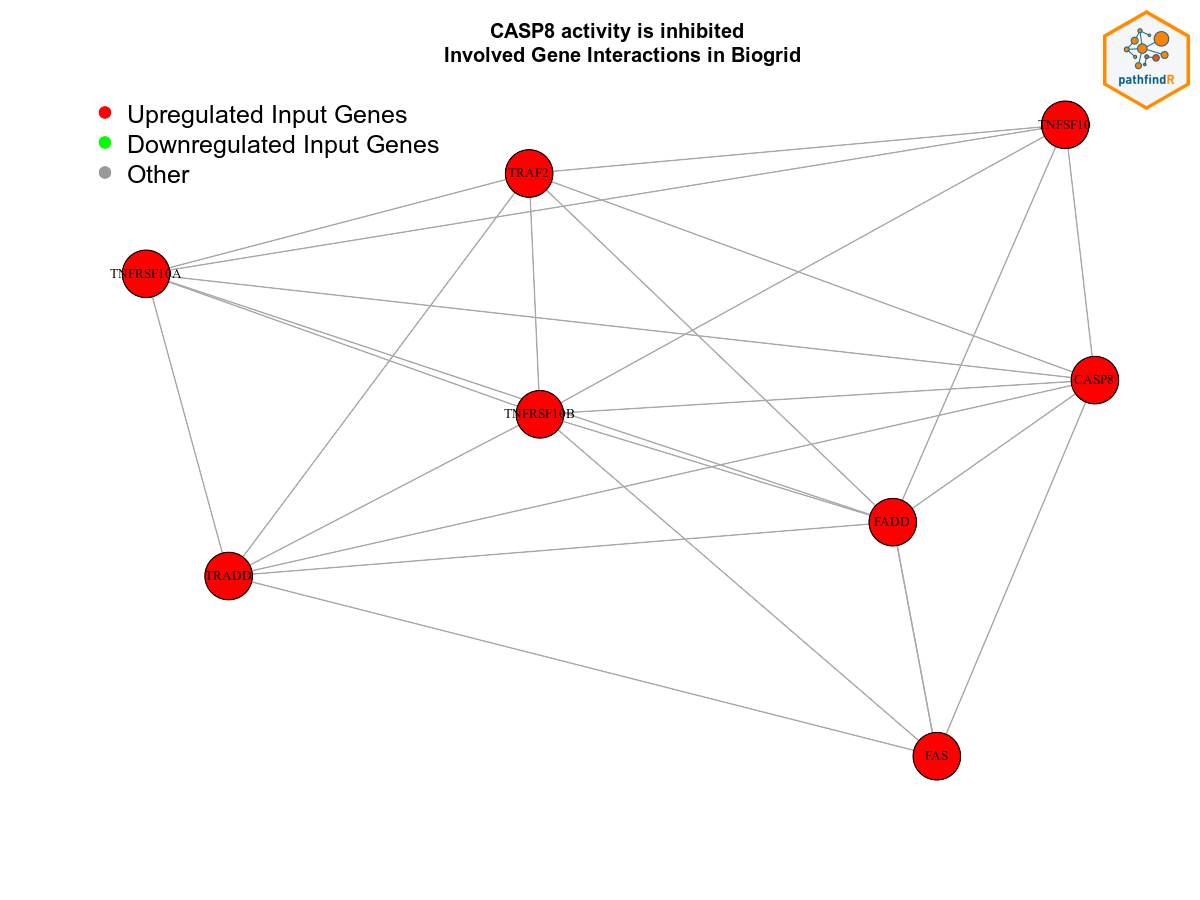 CASP8 activity is inhibited
Involved Gene Interactions in Biogrid
pathfindR
Upregulated Input Genes
Downregulated Input Genes
Other
TNFSF10
TRAF2
TNFRSF10A
CASP8
TNFRSF10B
FADD
TRADD
FAS